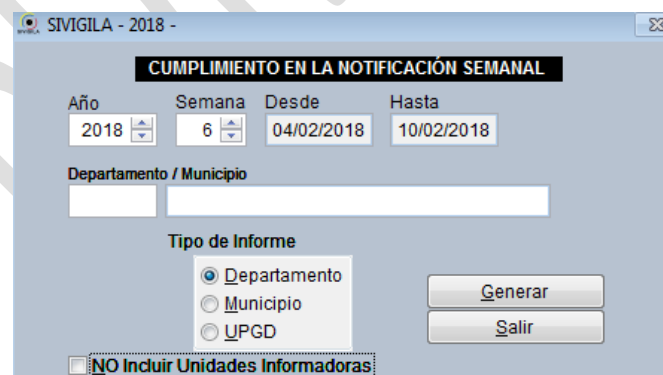 SIVIGILA - 2018 -
CUMPLIMIENTO EN LA NOTIFICACIÓN SEMANAL
Año Semana Desde Hasta
2018 6 04/02/2018 10/02/2018
Departamento / Municipio
Tipo de Informe
Departamento
Municipio
UPGD
Generar
Salir
NO Incluir Unidades Informadoras